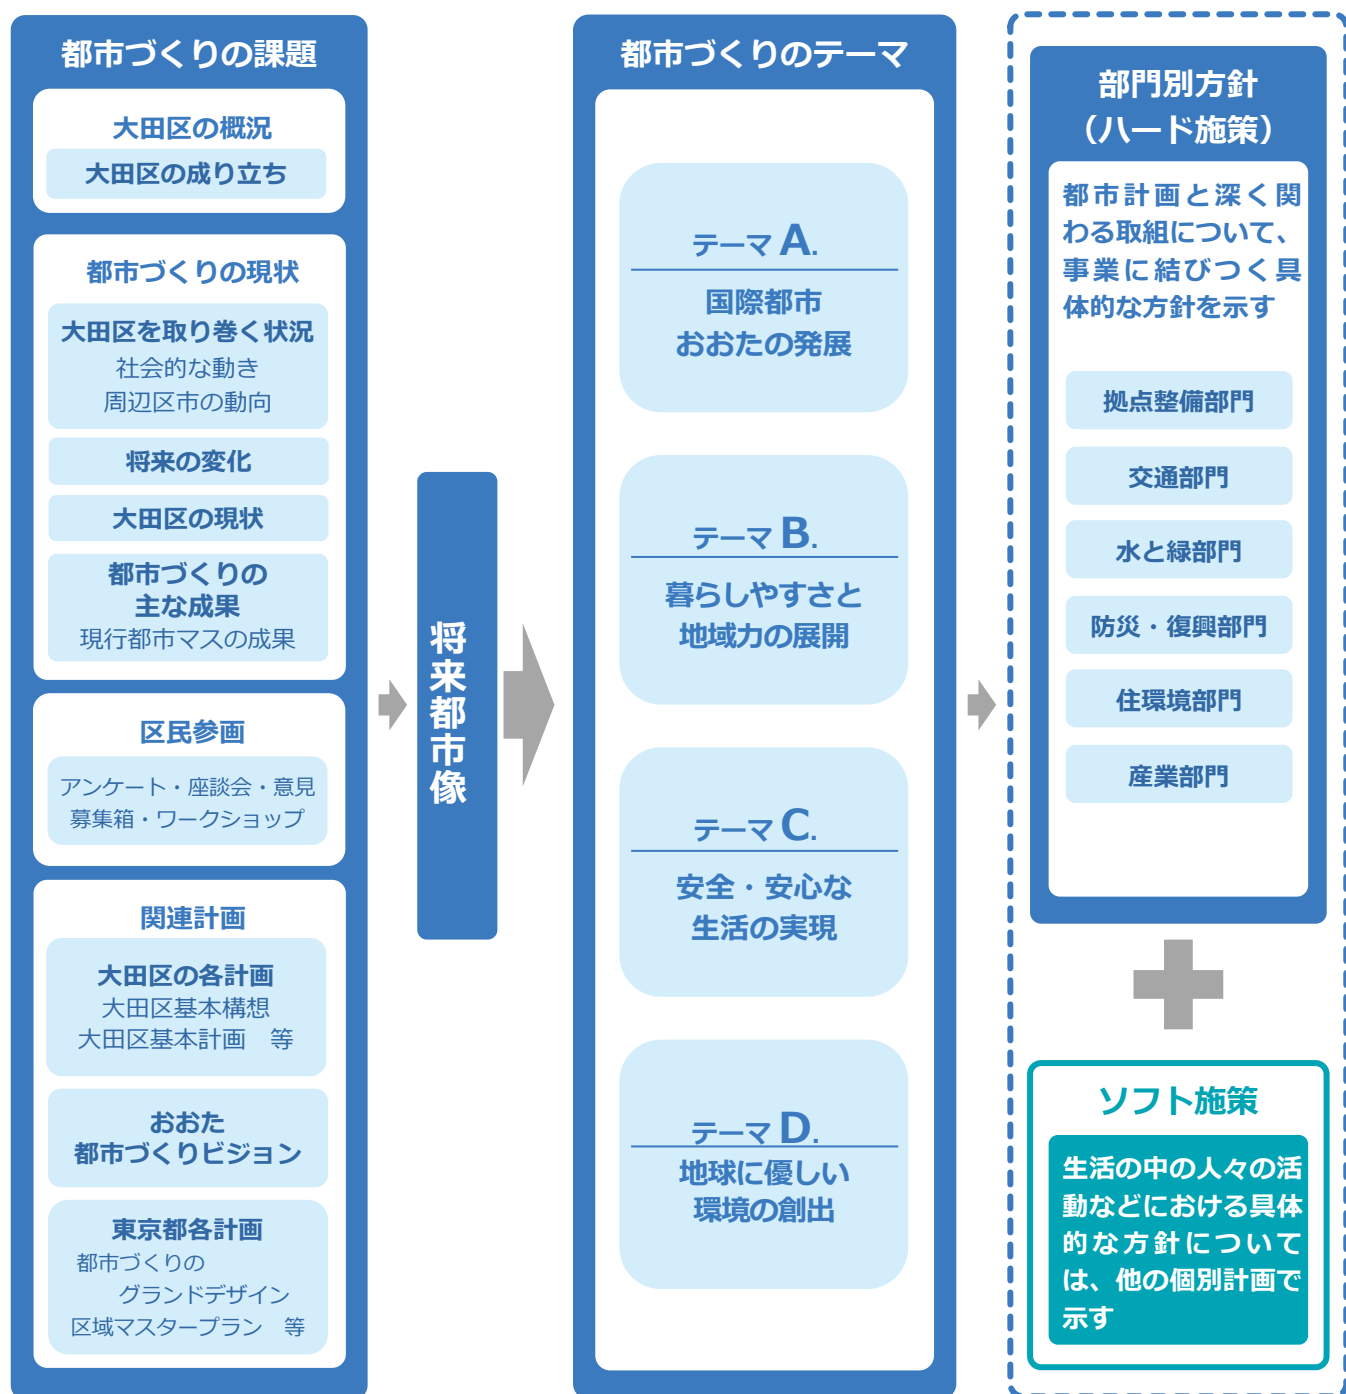 都市づくりの課題
大田区の概況
大田区の成り立ち
都市づくりの現状
大田区を取り巻く状況
社会的な動き
周辺区市の動向
将来の変化
大田区の現状
都市づくりの
主な成果
現行都市マスの成果
区民参画
アンケート・座談会・意見
募集箱・ワークショップ
関連計画
大田区の各計画
大田区基本構想
大田区基本計画　等
おおた
都市づくりビジョン
東京都各計画
都市づくりの
グランドデザイン
区域マスタープラン　等
将来都市像
都市づくりのテーマ
テーマ A.
国際都市
おおたの発展
テーマ B.
暮らしやすさと
地域力の展開
テーマ C.
安全・安心な
生活の実現
テーマ D.
地球に優しい
環境の創出
部門別方針
（ハード施策）
都市計画と深く関
わる取組について、
事業に結びつく具
体的な方針を示す
拠点整備部門
交通部門
水と緑部門
防災・復興部門
住環境部門
産業部門
ソフト施策
生活の中の人々の活
動などにおける具体
的な方針について
は、他の個別計画で
示す